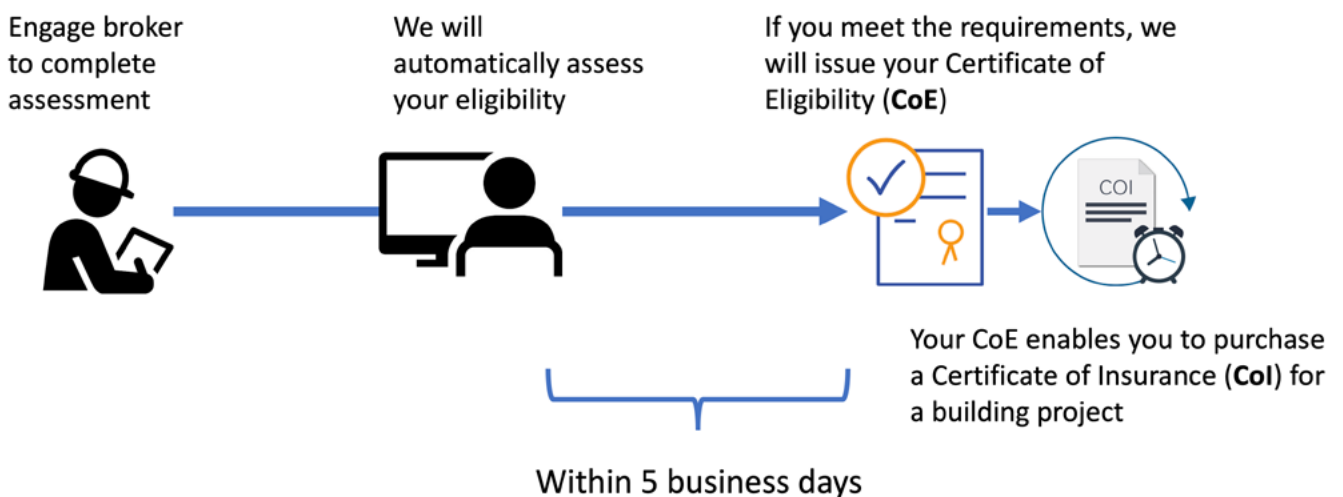 Engage broker
to complete
assessment
We will
automatically assess
your eligibility
If you meet the requirements, we
will issue your Certificate of
Eligibility (CoE)
COI
Your CoE enables you to purchase
a Certificate of Insurance (CoI) for
a building project
Within 5 business days